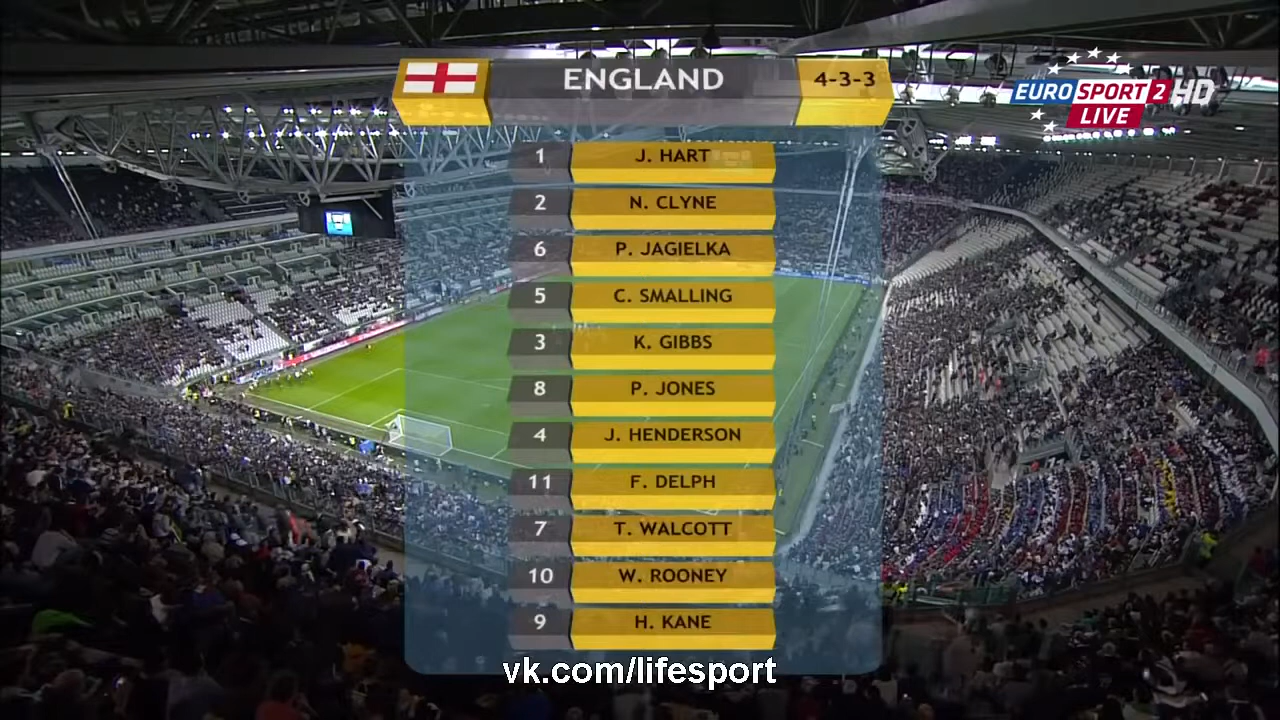 ENGLAND 4-3-3
EUROSPORT 2 HD
LIVE
1 J. HART
2 N. CLYNE
6 P. JAGIELKA
5 C. SMALLING
3 K. GIBBS
8 P. JONES
4 J. HENDERSON
11 F. DELPH
7 T. WALCOTT
10 W. ROONEY
9 H. KANE
vk.com/lifesport